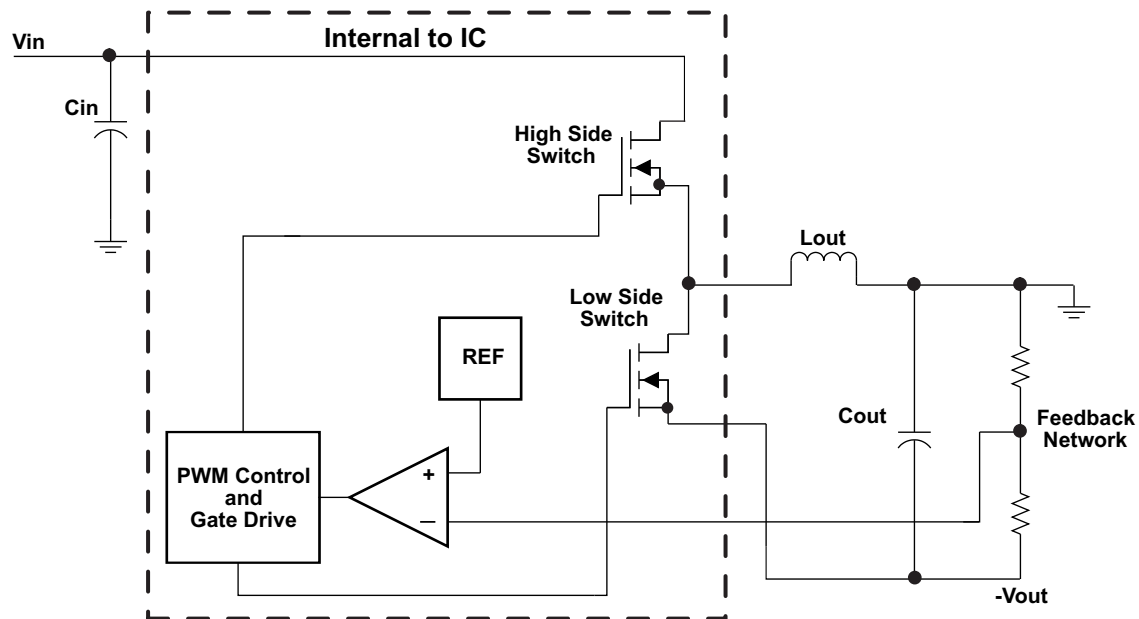 Internal to IC
Vin
Cin
High Side
Switch
Lout
Low Side
Switch
REF
Cout
Feedback
Network
PWM Control
and
Gate Drive
+
–
-Vout